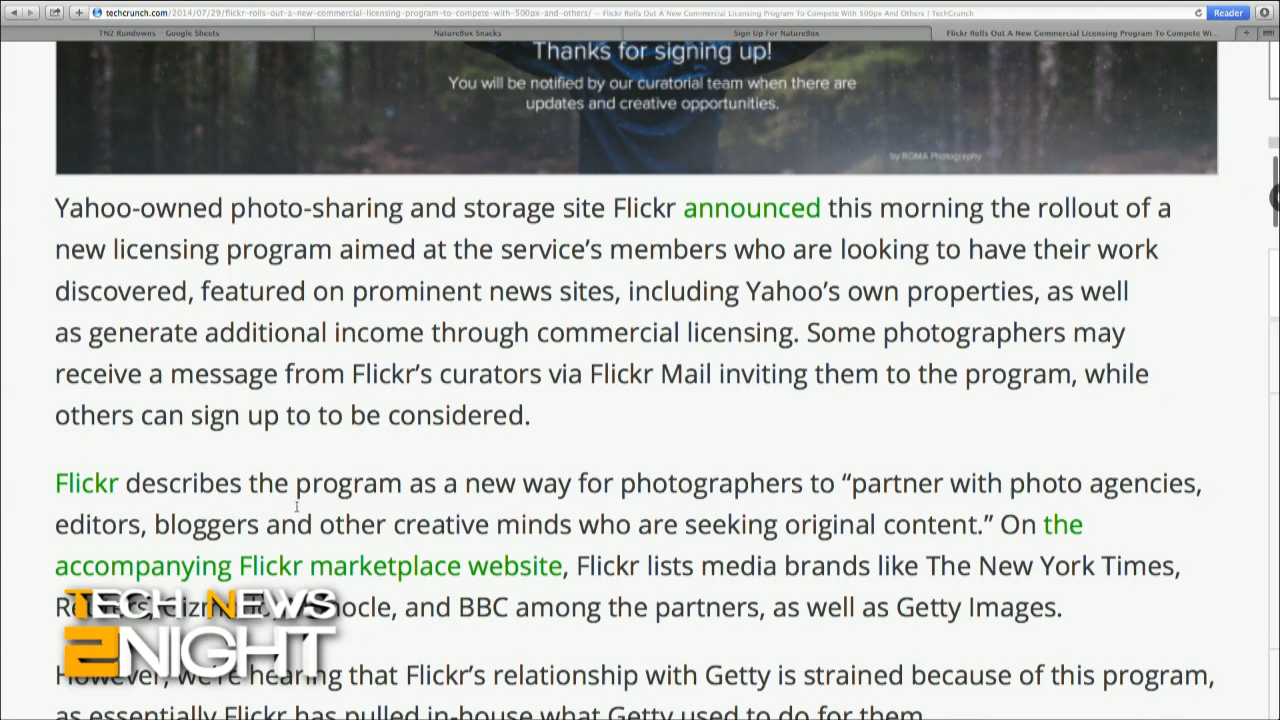 techcrunch.com/2014/07/29/flickr-rolls-out-a-new-commercial-licensing-program-to-compete-with-500px-and-others/ — Flickr Rolls Out A New Commercial Licensing Program To Compete With 500px And Others | TechCrunch
Reader
TN2 Rundowns - Google Sheets
NatureBox Snacks
Sign Up For NatureBox
Flickr Rolls Out A New Commercial Licensing Program To Compete Wi...
Thanks for signing up!
You will be notified by our curatorial team when there are
updates and creative opportunities.
by ROMA Photography
Yahoo-owned photo-sharing and storage site Flickr announced this morning the rollout of a
new licensing program aimed at the service's members who are looking to have their work
discovered, featured on prominent news sites, including Yahoo's own properties, as well
as generate additional income through commercial licensing. Some photographers may
receive a message from Flickr's curators via Flickr Mail inviting them to the program, while
others can sign up to to be considered.
Flickr describes the program as a new way for photographers to “partner with photo agencies,
editors, bloggers and other creative minds who are seeking original content.” On the
accompanying Flickr marketplace website, Flickr lists media brands like The New York Times,
and BBC among the partners, as well as Getty Images.
However, we're hearing that Flickr's relationship with Getty is strained because of this program,
as essentially Flickr has pulled in-house what Getty used to do for them
TECH NEWS
2NIGHT